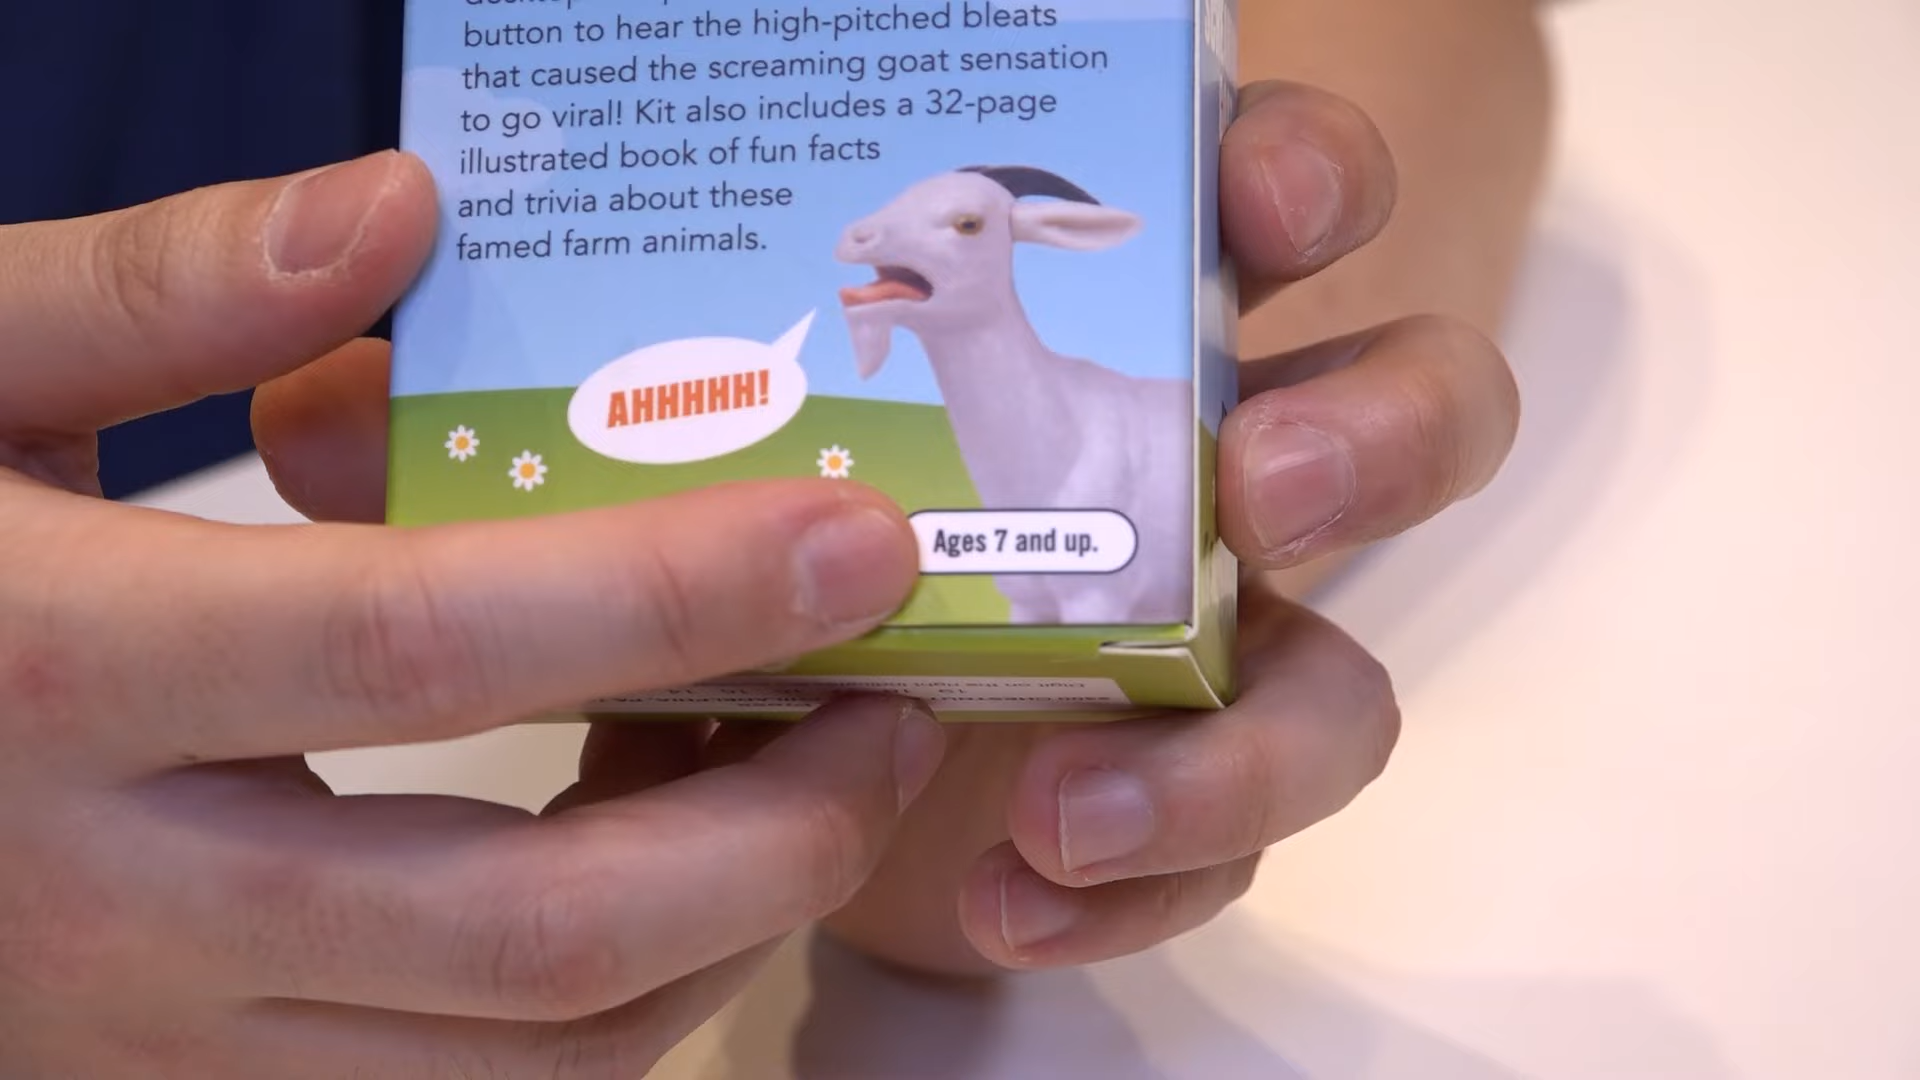 button to hear the high-pitched bleats
that caused the screaming goat sensation
to go viral! Kit also includes a 32-page
illustrated book of fun facts
and trivia about these
famed farm animals.
AHHHHH!
Ages 7 and up.